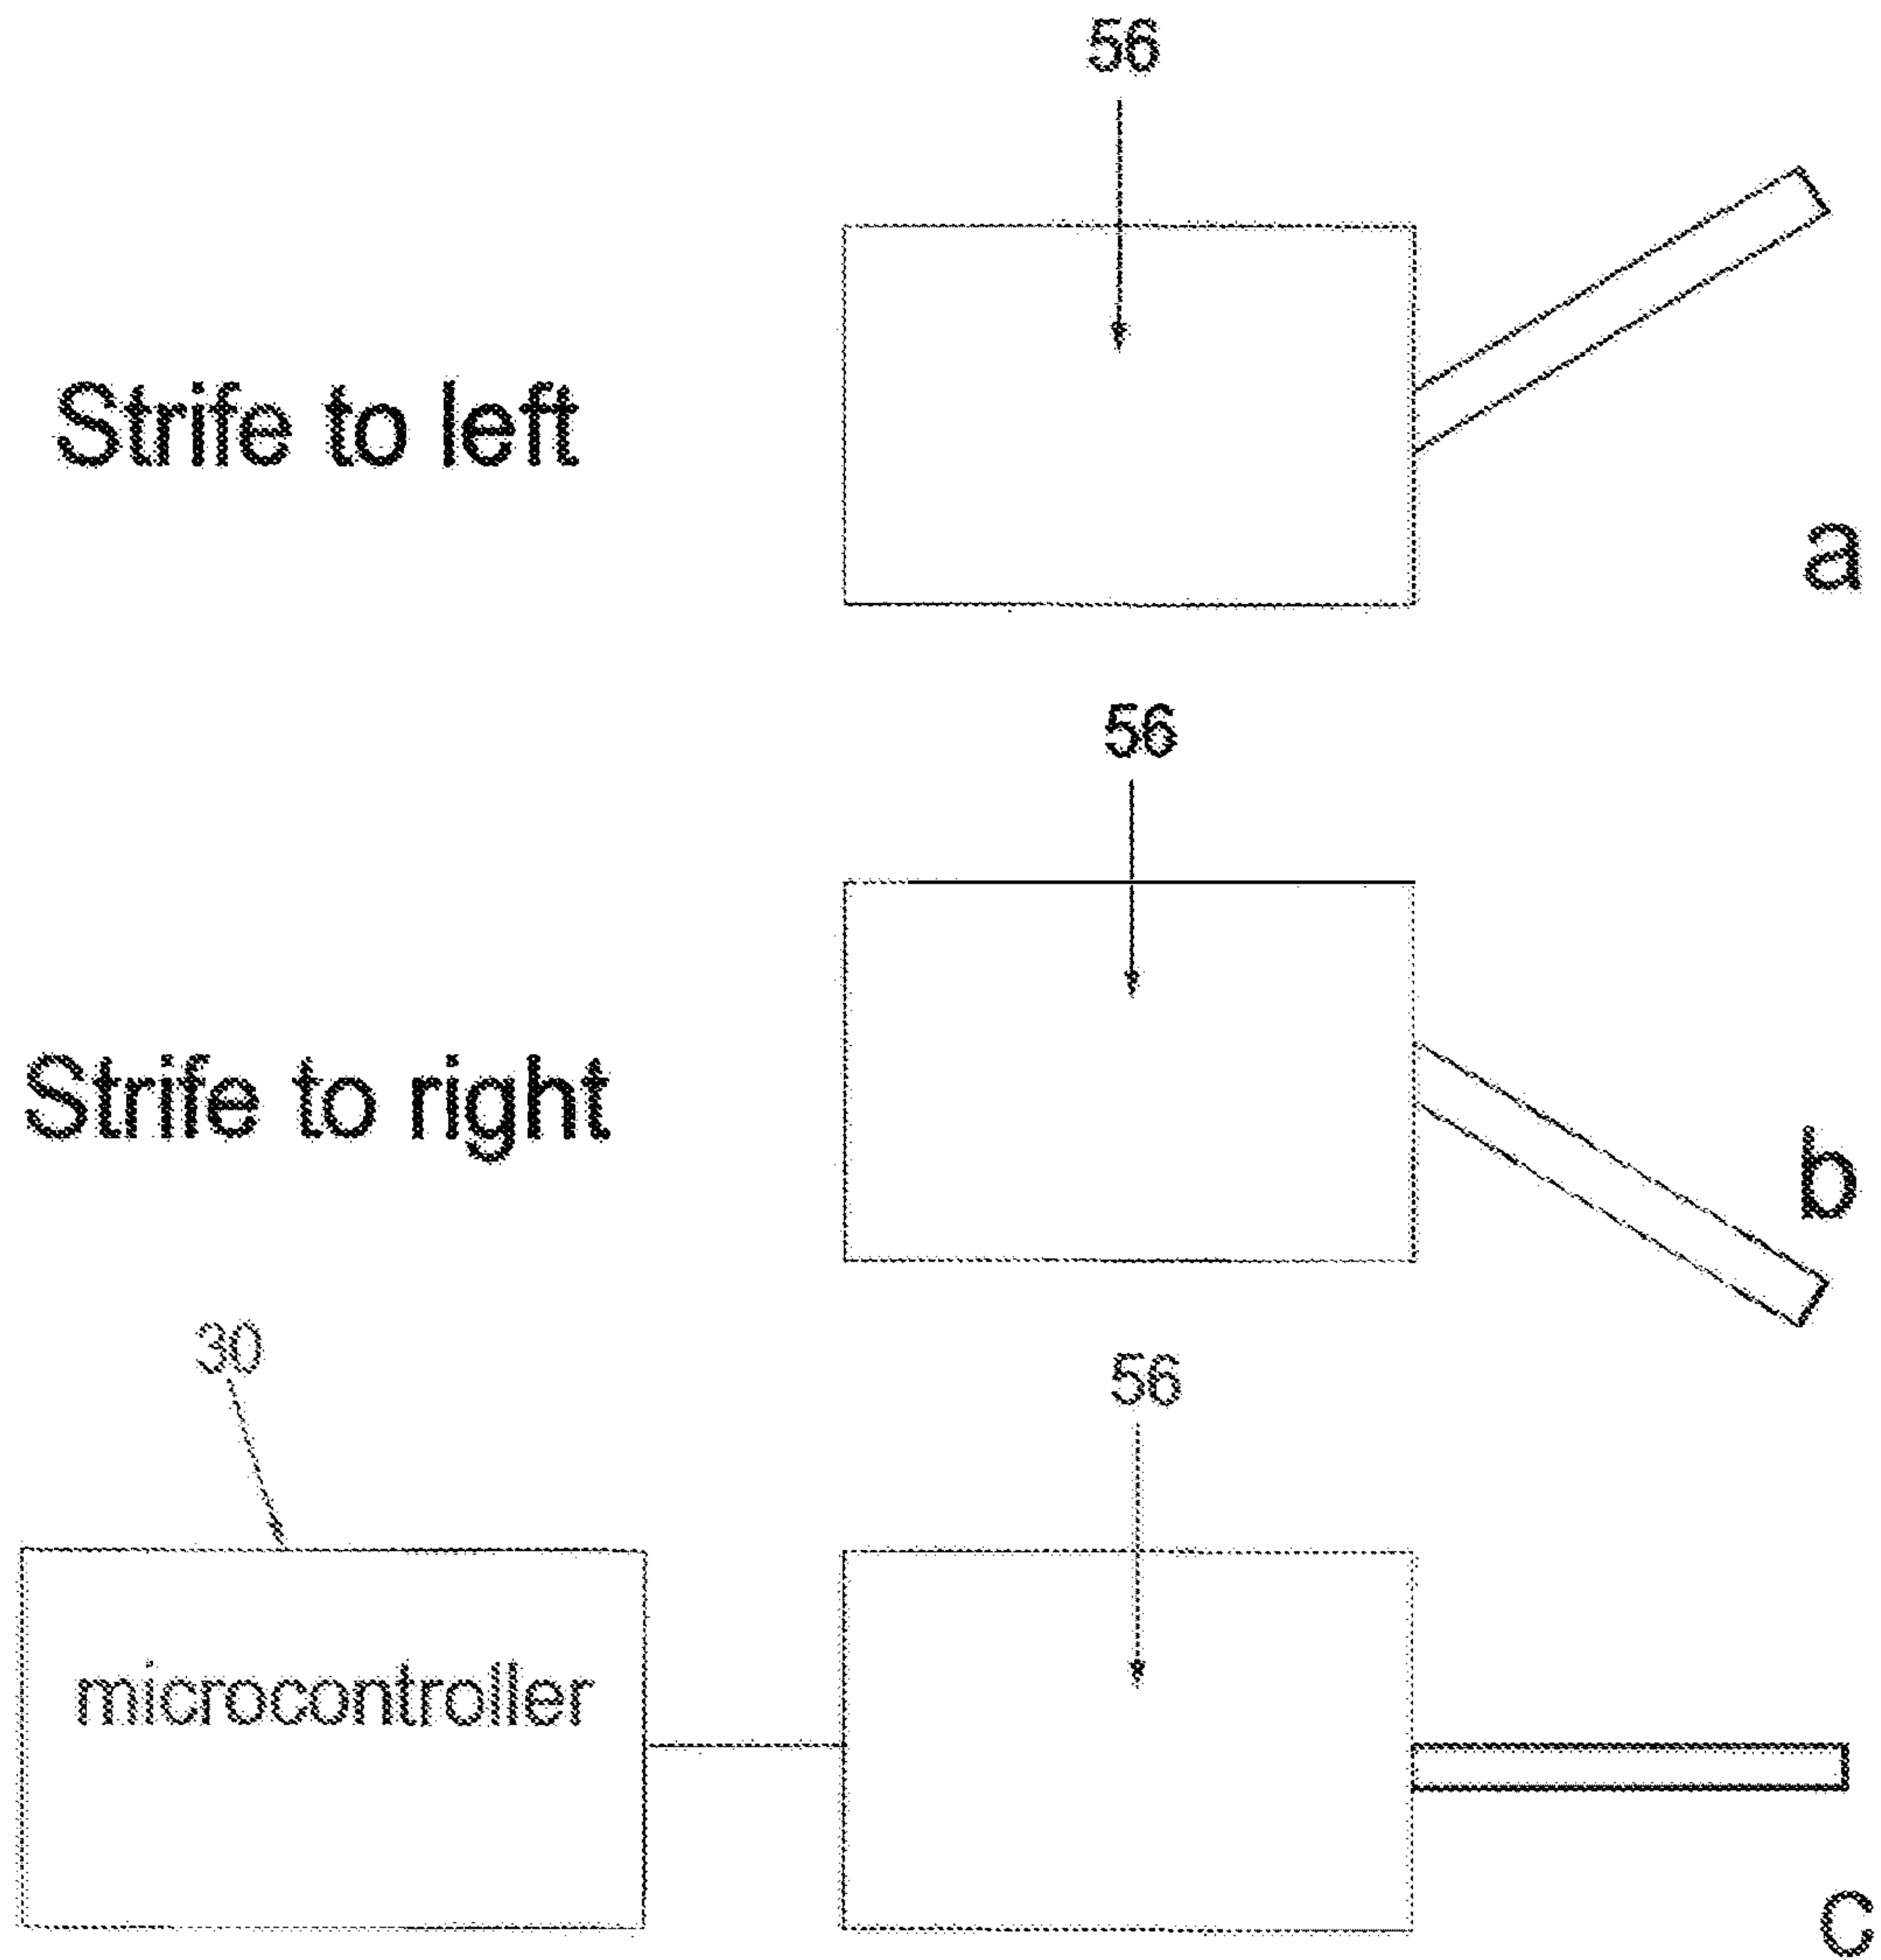 56
Strife to left
a
56
Strife to right
b
30
56
microcontroller
c